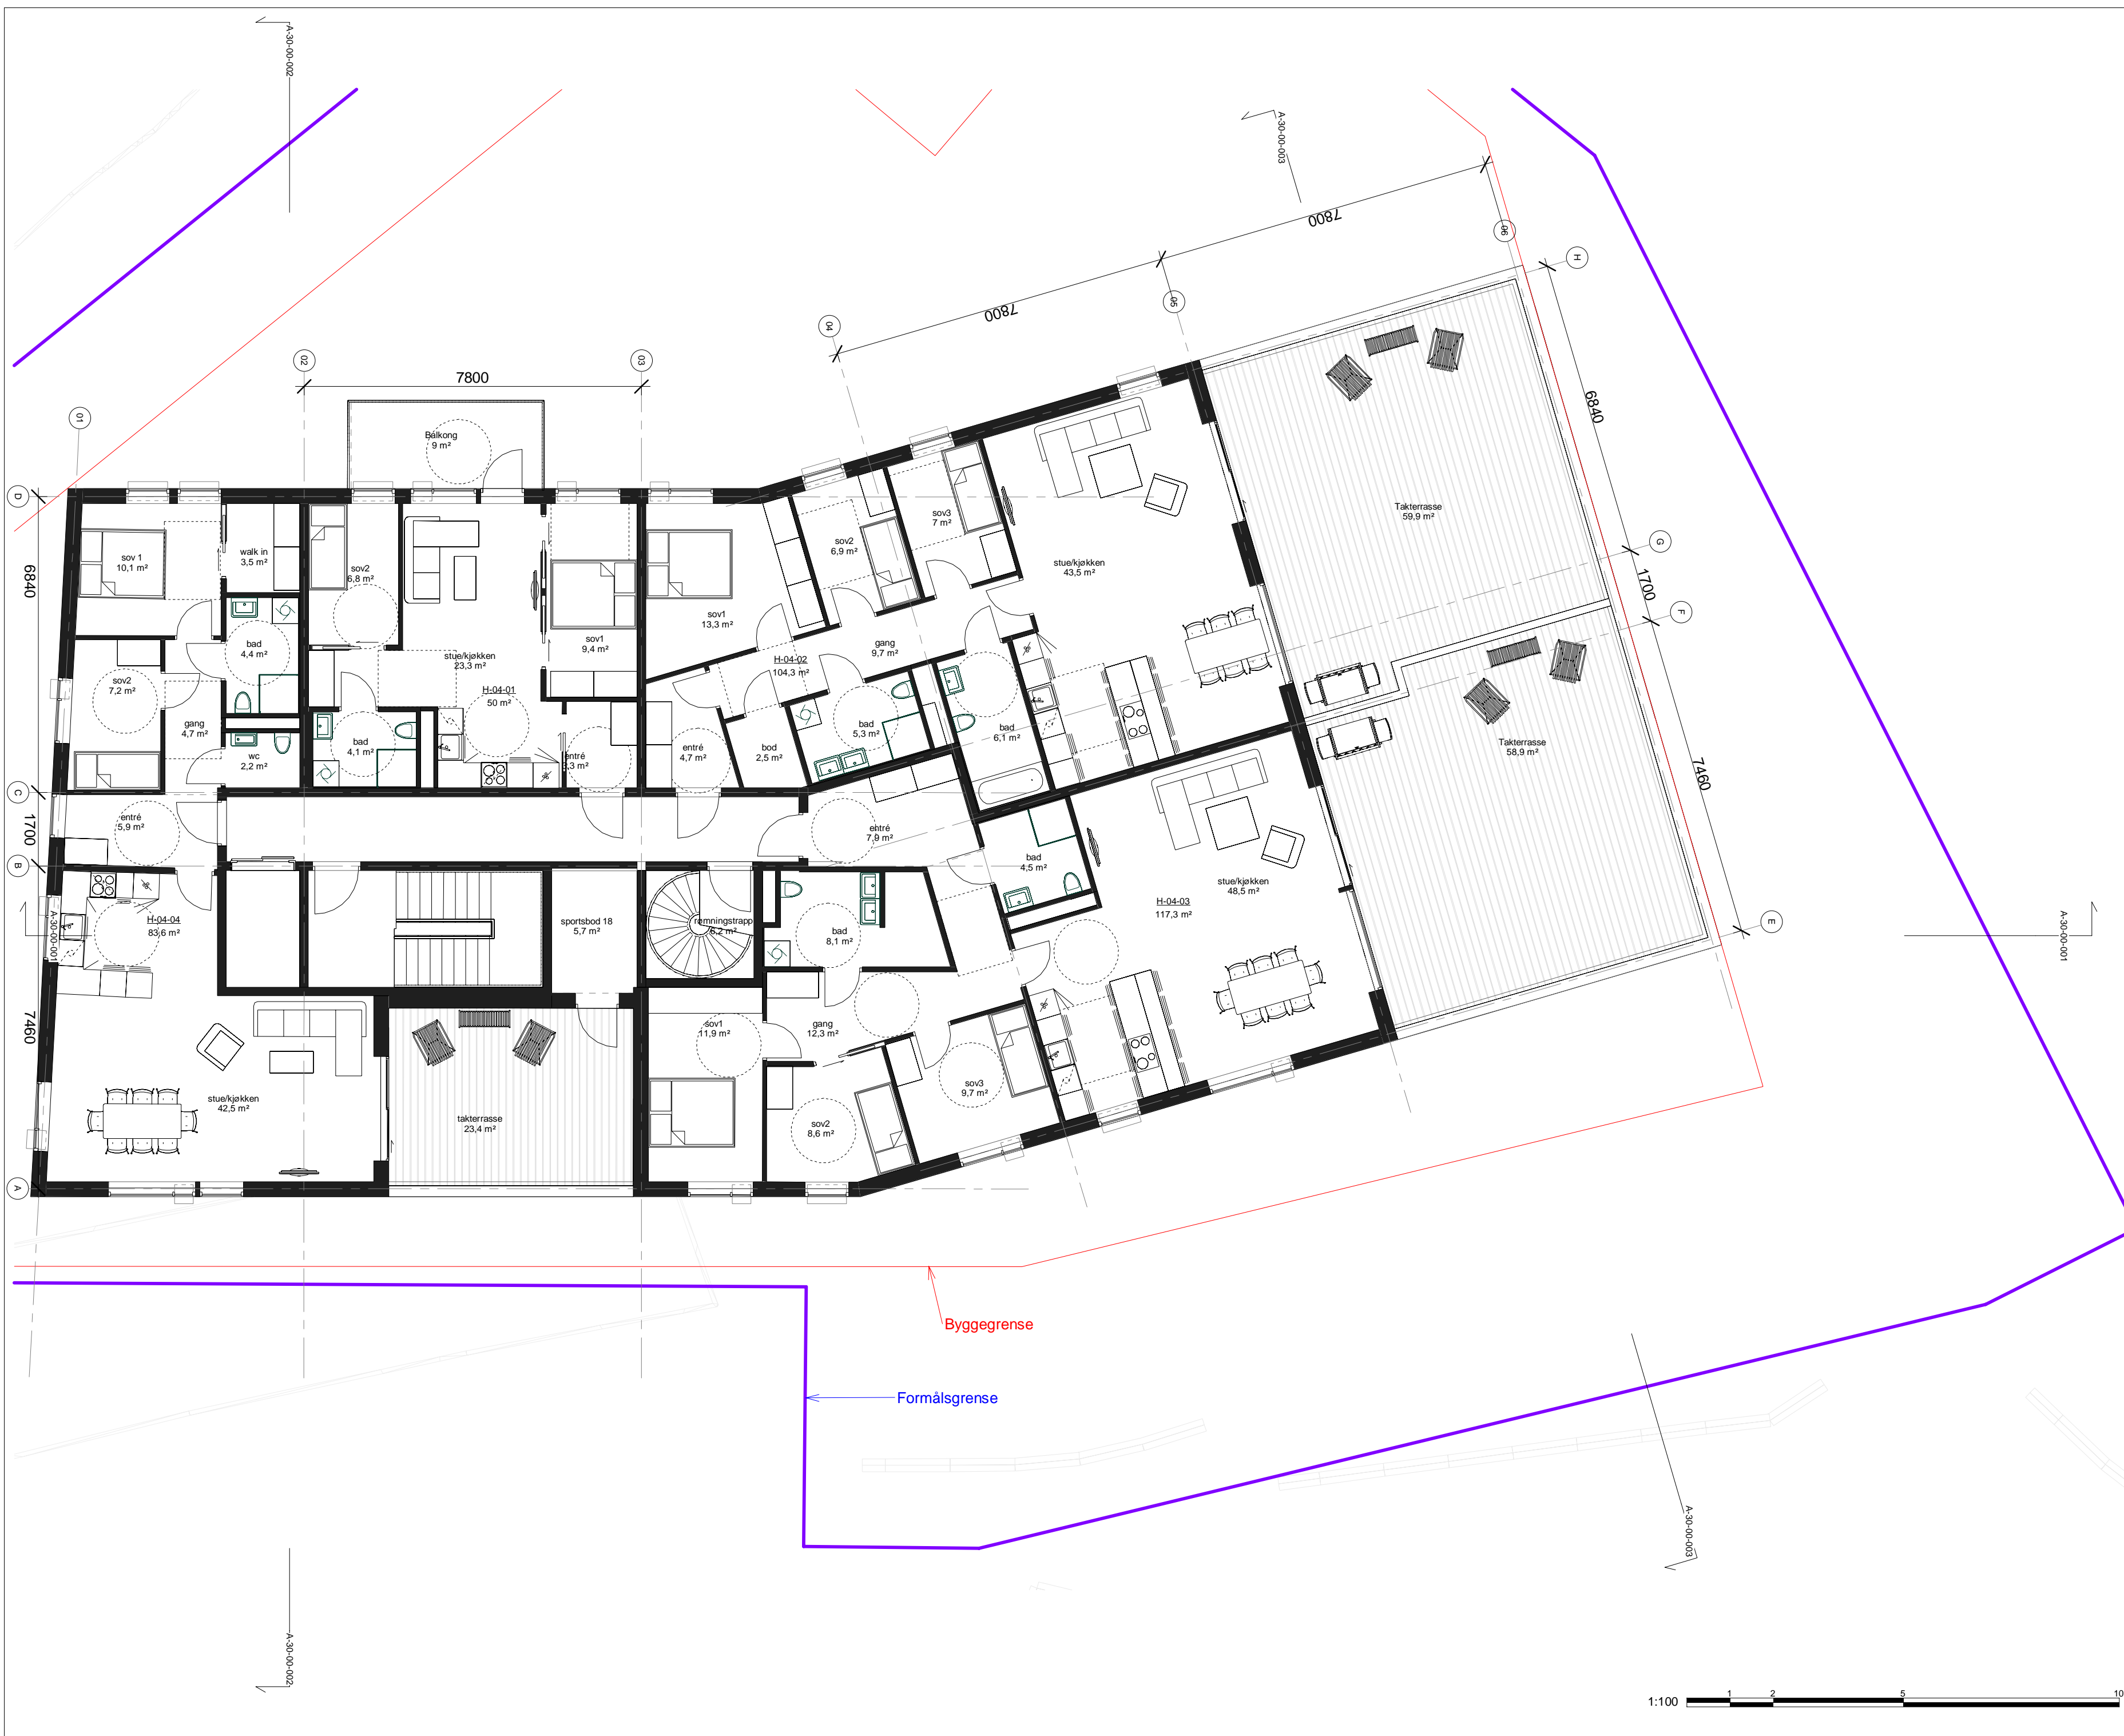 A-30-00-002
A-30-00-003
7800
06
H
05
7800
04
02
03
7800
6840
01
Balkong
9 m²
D
Takterrasse
59,9 m²
sov3
7 m²
G
sov2
6,9 m²
walk in
3,5 m²
sov 1
10,1 m²
stue/kjøkken
43,5 m²
sov2
6,8 m²
6840
1700
F
sov1
13,3 m²
sov1
9,4 m²
bad
4,4 m²
gang
9,7 m²
stue/kjøkken
23,3 m²
H-04-02
104,3 m²
sov2
7,2 m²
H-04-01
50 m²
gang
4,7 m²
bad
5,3 m²
bad
6,1 m²
bad
4,1 m²
entré
4,7 m²
bod
2,5 m²
Takterrasse
58,9 m²
wc
2,2 m²
entré
3,3 m²
7460
C
entré
5,9 m²
1700
entré
7,9 m²
B
bad
4,5 m²
stue/kjøkken
48,5 m²
H-04-03
117,3 m²
H-04-04
83,6 m²
sportsbod 18
5,7 m²
rømningstrapp
6,2 m²
bad
8,1 m²
E
A-30-00-001
A-30-00-001
7460
sov1
11,9 m²
gang
12,3 m²
sov3
9,7 m²
stue/kjøkken
42,5 m²
takterrasse
23,4 m²
sov2
8,6 m²
A
Byggegrense
Formålsgrense
A-30-00-003
A-30-00-002
1:100
1
2
5
10